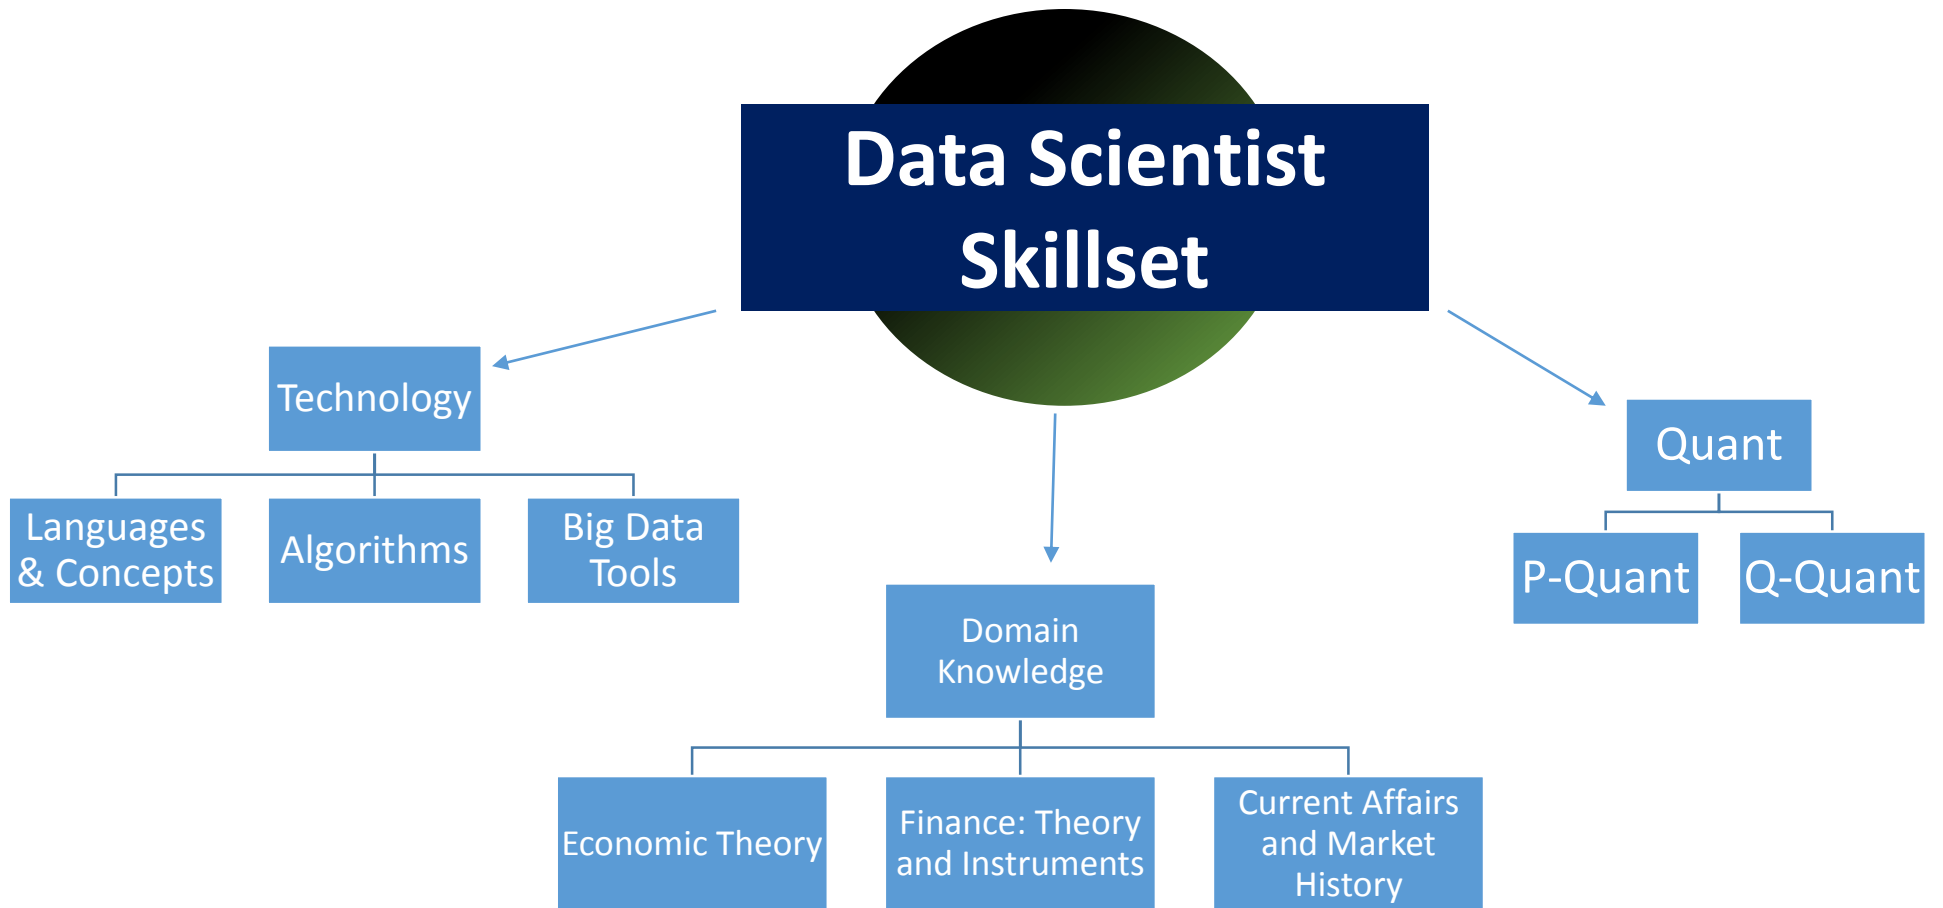 Data Scientist
Skillset
Technology
Languages
& Concepts
Algorithms
Big Data
Tools
Domain
Knowledge
Economic Theory
Finance: Theory
and Instruments
Current Affairs
and Market
History
Quant
P-Quant
Q-Quant